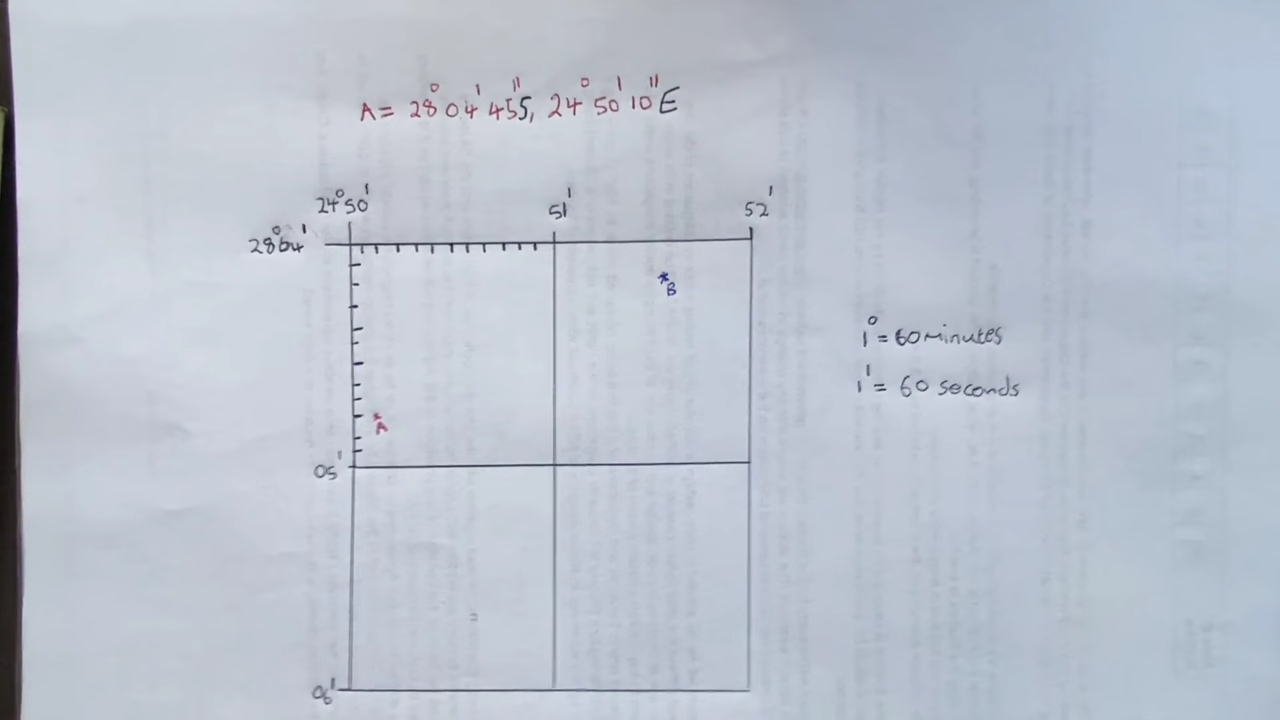 A = 28°04'45"S, 24°50'10"E
24°50' 51' 52'
28°04'
*B
1° = 60 minutes
1' = 60 seconds
*A
05'
06'